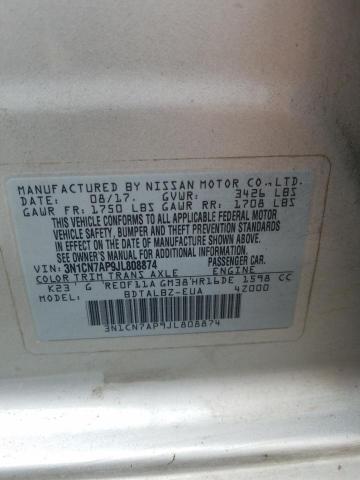 MANUFACTURED BY NISSAN MOTOR CO.,LTD.
DATE: 08/17. GVWR: 3426 LBS
GAWR FR: 1750 LBS GAWR RR: 1708 LBS
THIS VEHICLE CONFORMS TO ALL APPLICABLE FEDERAL MOTOR
VEHICLE SAFETY, BUMPER AND THEFT PREVENTION STANDARDS
IN EFFECT ON THE DATE OF MANUFACTURE SHOWN ABOVE.
SEE OWNER'S MANUAL FOR ADDITIONAL INFORMATION.
VIN: 3N1CN7AP9JL808874 PASSENGER CAR
COLOR TRIM TRANS AXLE ENGINE
K23 G RE0F11A GM38 HR16DE 1598 CC
BDTALBZ-EUA 4Z000
3N1CN7AP9JL808874